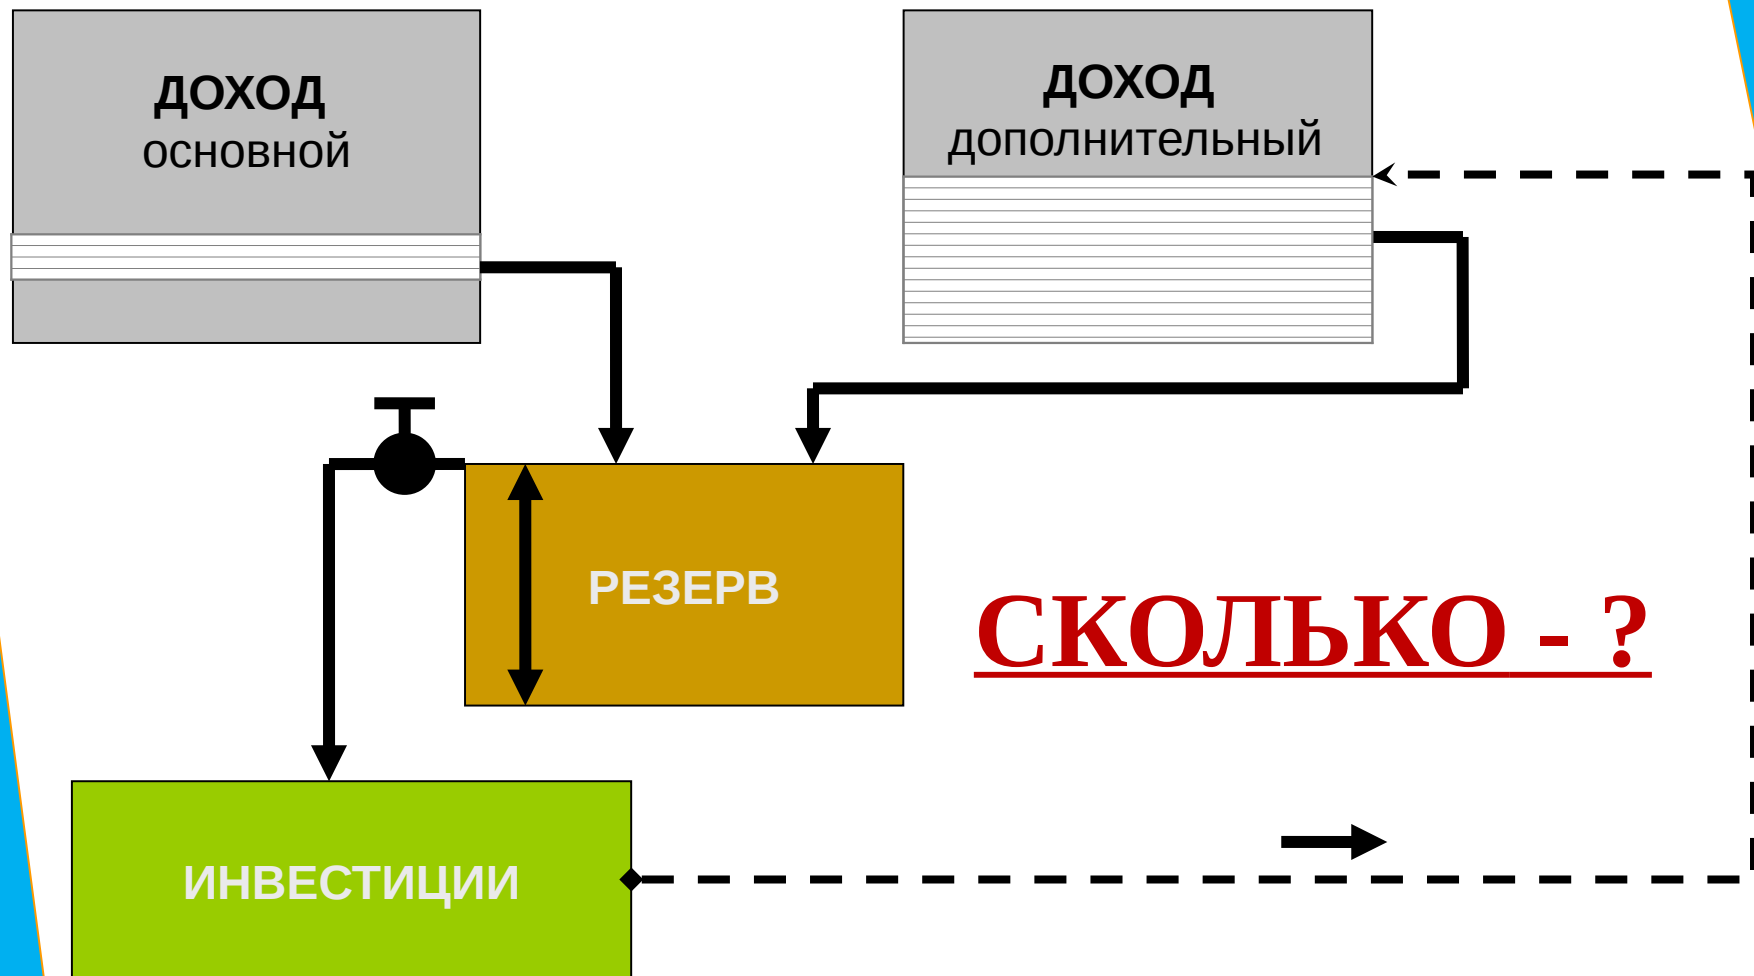 ДОХОД
основной
ДОХОД
дополнительный
РЕЗЕРВ
СКОЛЬКО - ?
ИНВЕСТИЦИИ